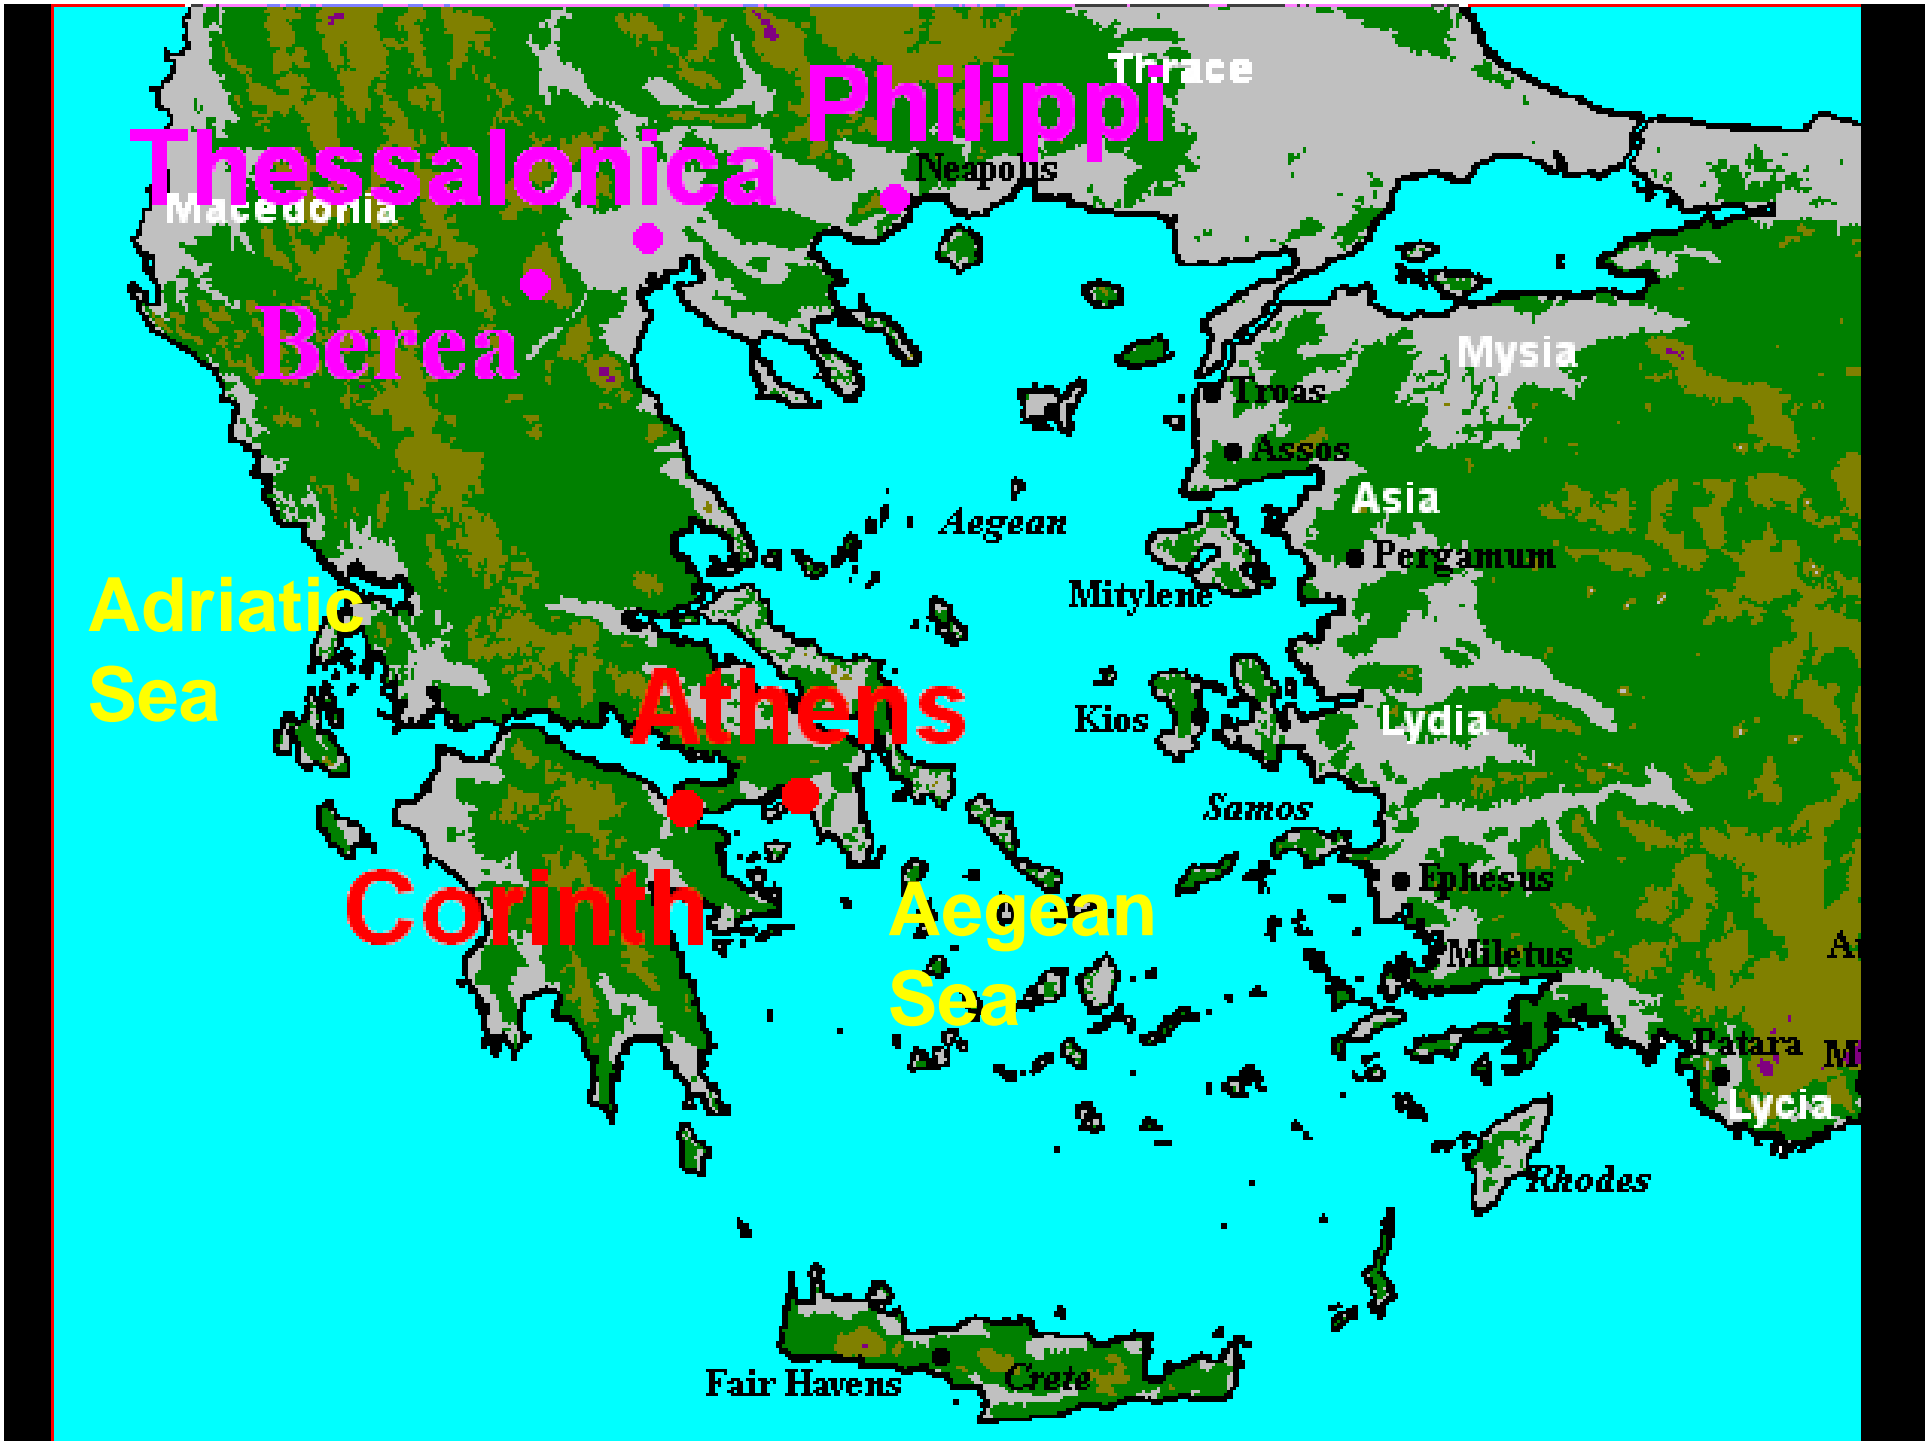 Thrace
Philippi
Thessalonica
Neapolis
Macedonia
Berea
Mysia
Troas
Assos
Asia
Aegean
Pergamum
Mitylene
Adriatic
Sea
Athens
Kios
Lydia
Samos
Corinth
Ephesus
Aegean
Sea
Miletus
Patara
M
Lycia
Rhodes
Fair Havens
Crete